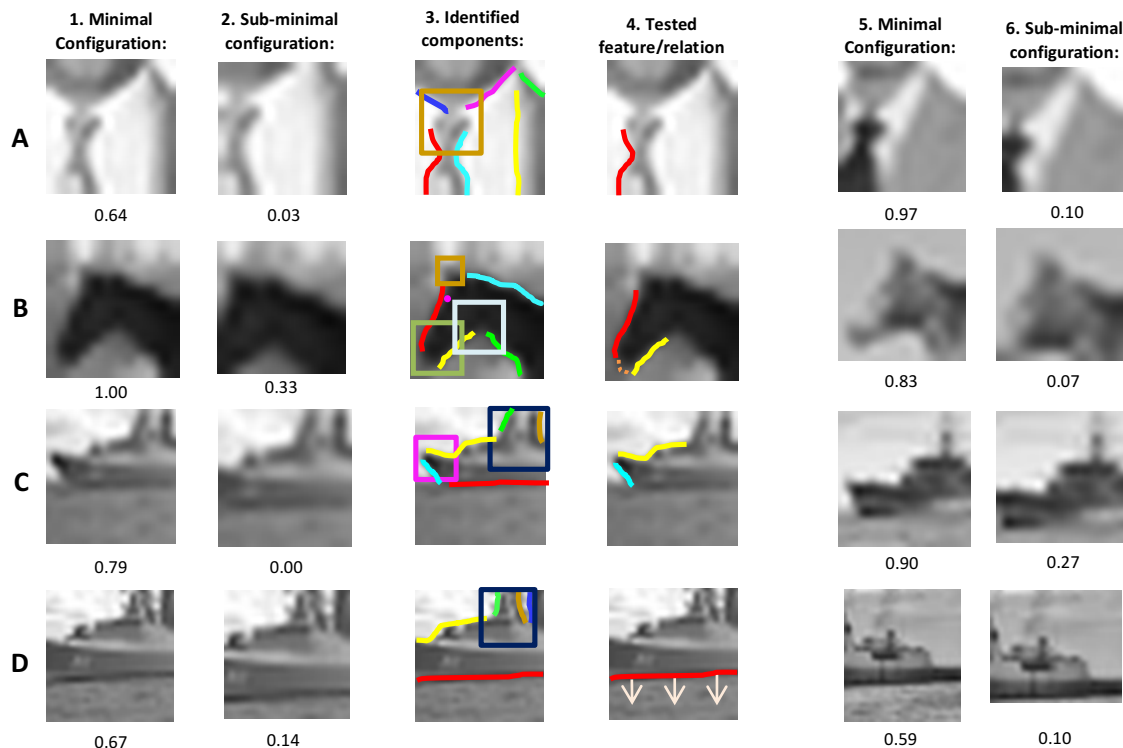 1. Minimal
Configuration:
2. Sub-minimal
configuration:
3. Identified
components:
4. Tested
feature/relation
5. Minimal
Configuration:
6. Sub-minimal
configuration:
A
0.64
0.03
0.97
0.10
B
1.00
0.33
0.83
0.07
C
0.79
0.00
0.90
0.27
D
0.67
0.14
0.59
0.10